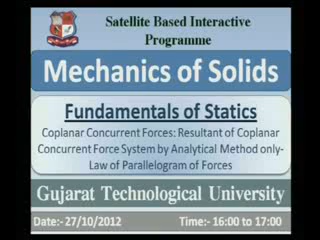 Satellite Based Interactive
Programme
Mechanics of Solids
Fundamentals of Statics
Coplanar Concurrent Forces: Resultant of Coplanar
Concurrent Force System by Analytical Method only-
Law of Parallelogram of Forces
Gujarat Technological University
Date:- 27/10/2012 Time:- 16:00 to 17:00